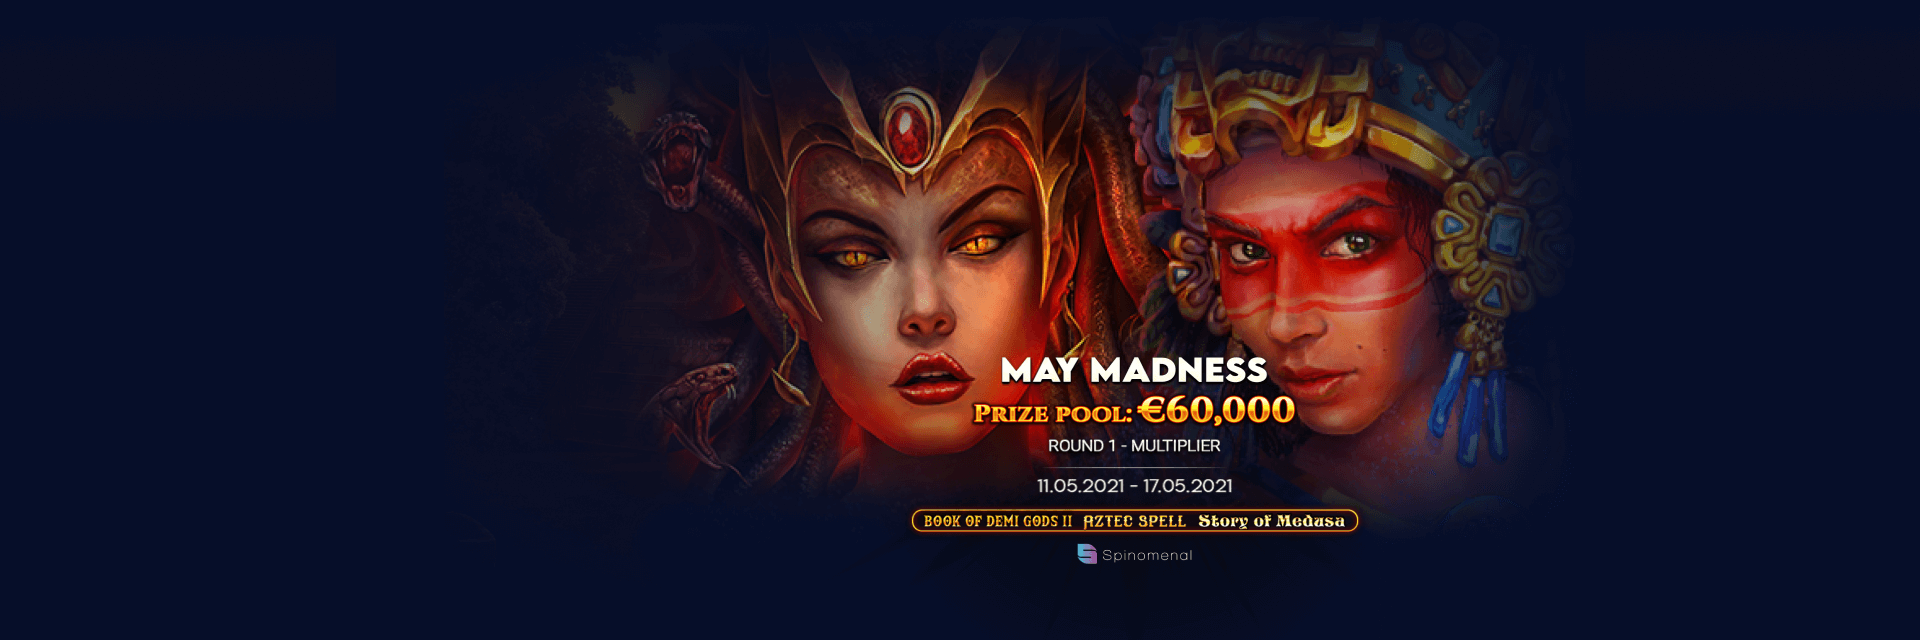 MAY MADNESS
PRIZE POOL: €60,000
ROUND 1 - MULTIPLIER
11.05.2021 - 17.05.2021
BOOK OF DEMI GODS II AZTEC SPELL Story of Medusa
Spinomenal